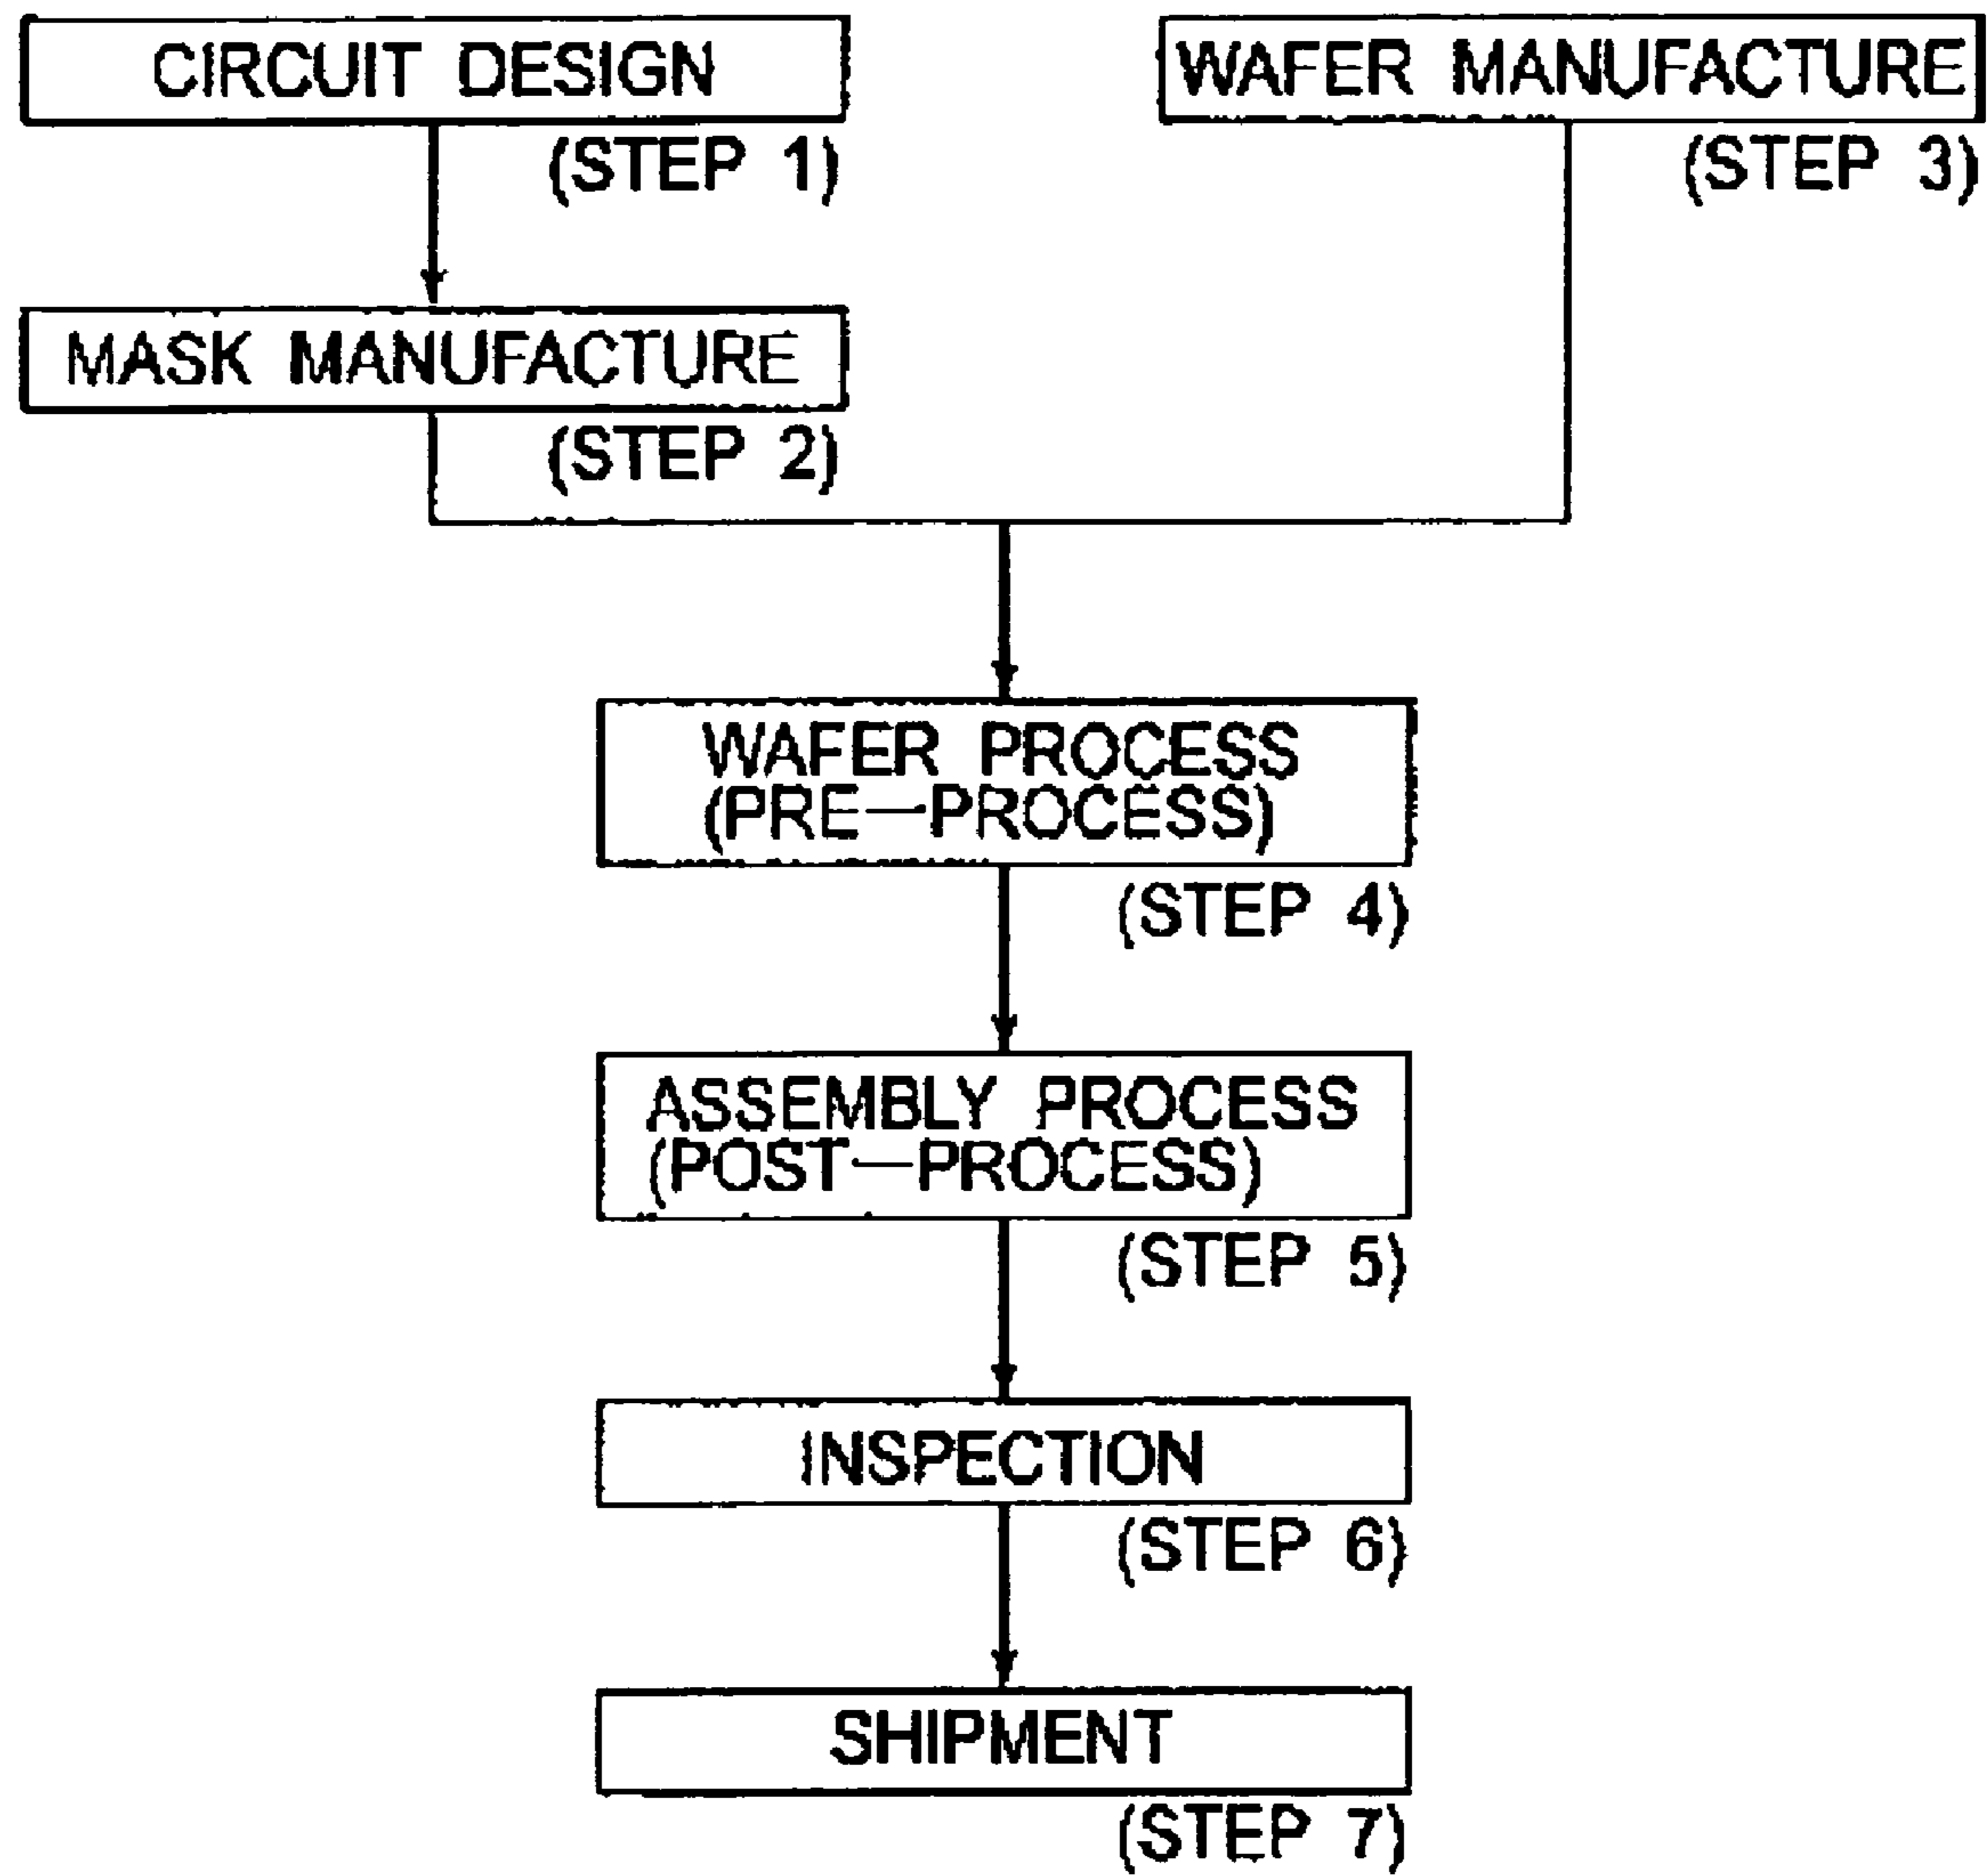 CIRCUIT DESIGN
(STEP 1)
WAFER MANUFACTURE
(STEP 3)
MASK MANUFACTURE
(STEP 2)
WAFER PROCESS
(PRE—PROCESS)
(STEP 4)
ASSEMBLY PROCESS
(POST—PROCESS)
(STEP 5)
INSPECTION
(STEP 6)
SHIPMENT
(STEP 7)